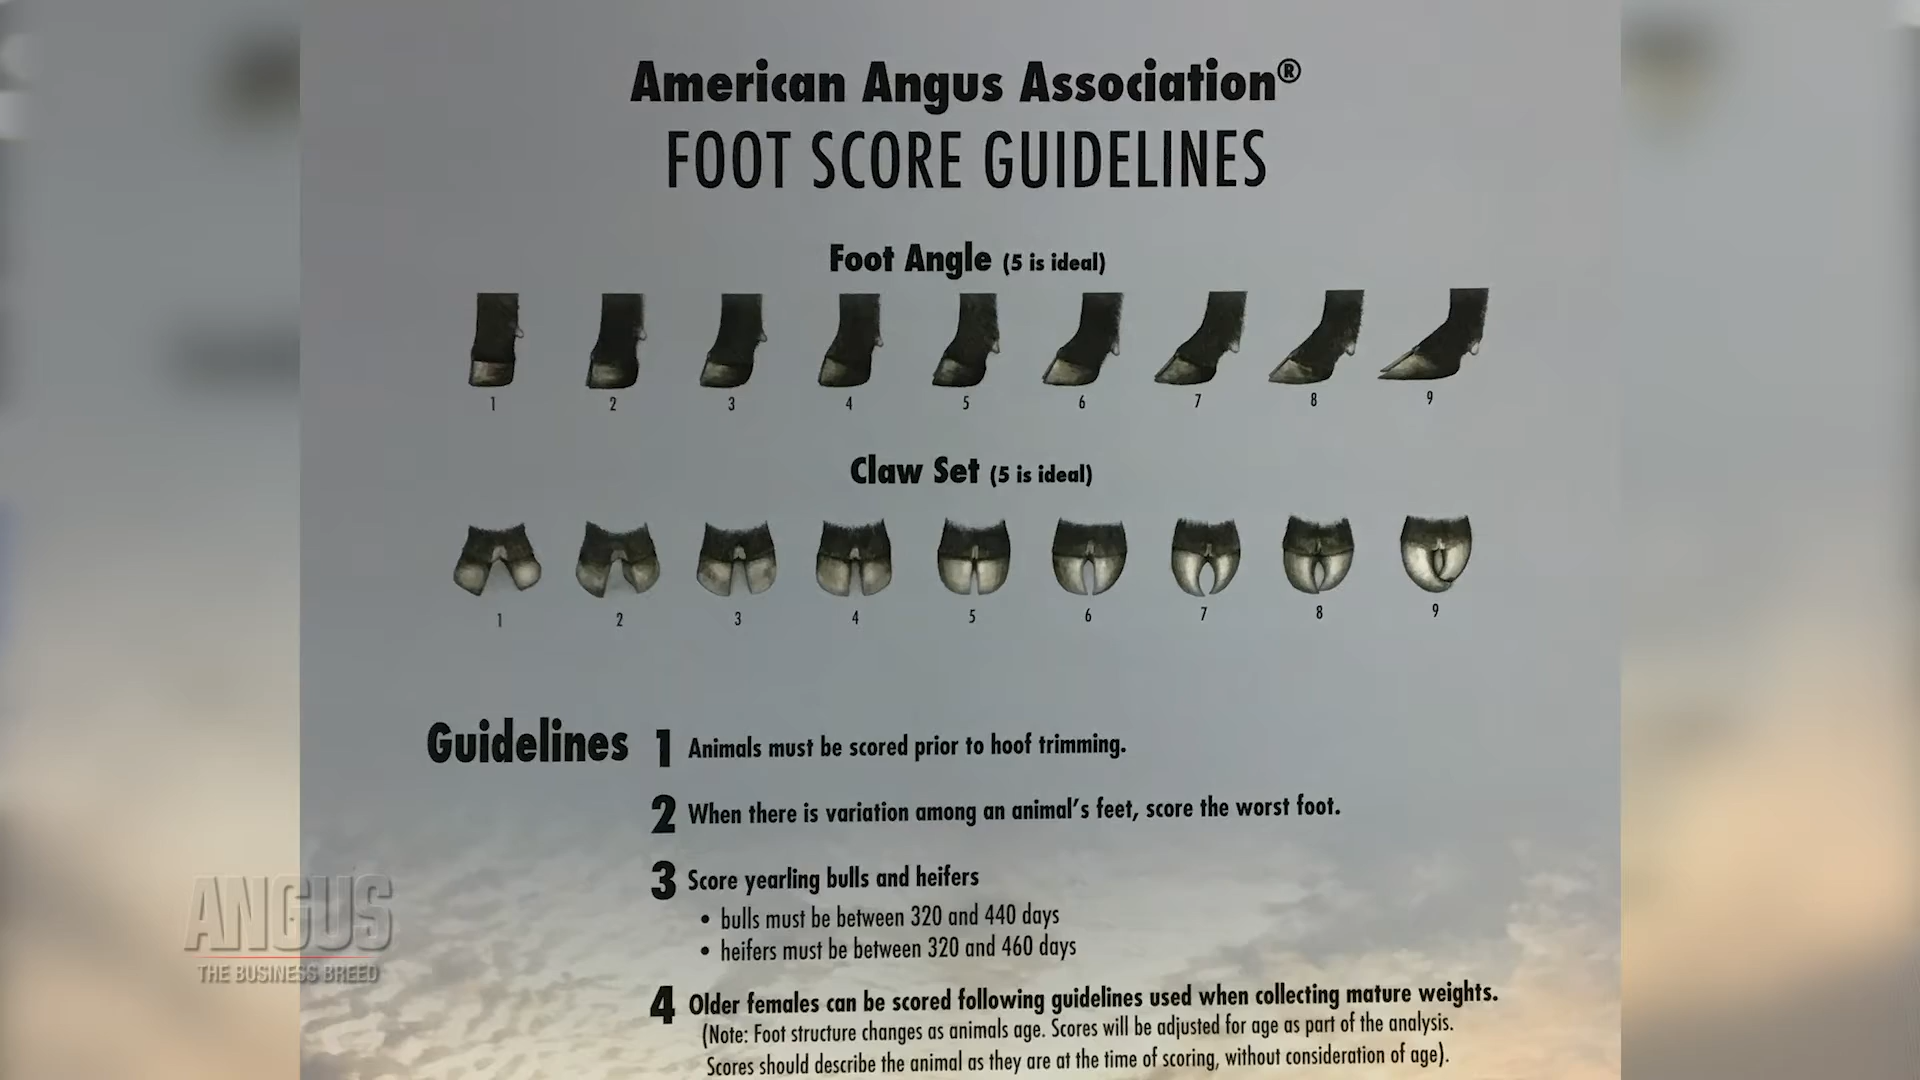 American Angus Association®
FOOT SCORE GUIDELINES
Foot Angle (5 is ideal)
1 2 3 4 5 6 7 8 9
Claw Set (5 is ideal)
1 2 3 4 5 6 7 8 9
Guidelines 1 Animals must be scored prior to hoof trimming.
2 When there is variation among an animal's feet, score the worst foot.
3 Score yearling bulls and heifers
• bulls must be between 320 and 440 days
• heifers must be between 320 and 460 days
4 Older females can be scored following guidelines used when collecting mature weights.
(Note: Foot structure changes as animals age. Scores will be adjusted for age as part of the analysis.
Scores should describe the animal as they are at the time of scoring, without consideration of age).
ANGUS
THE BUSINESS BREED